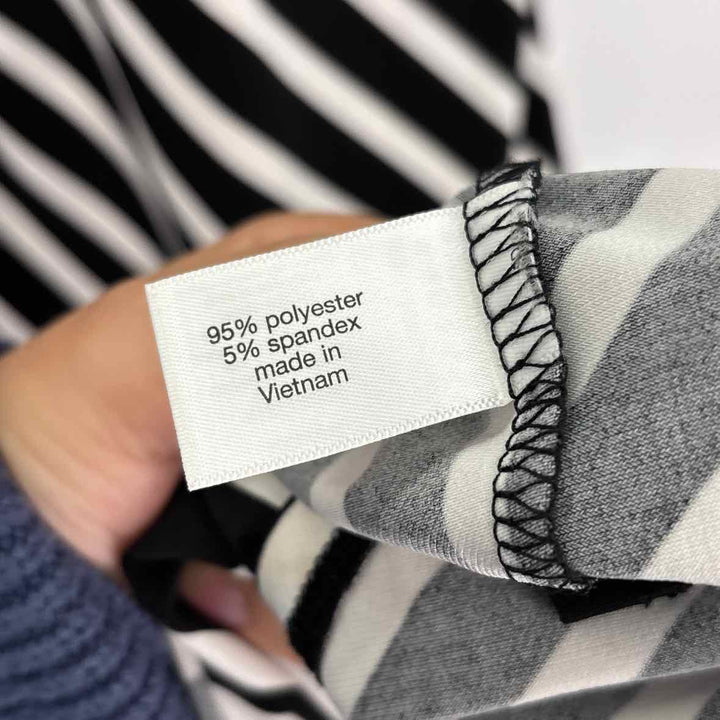 95% polyester
5% spandex
made in
Vietnam